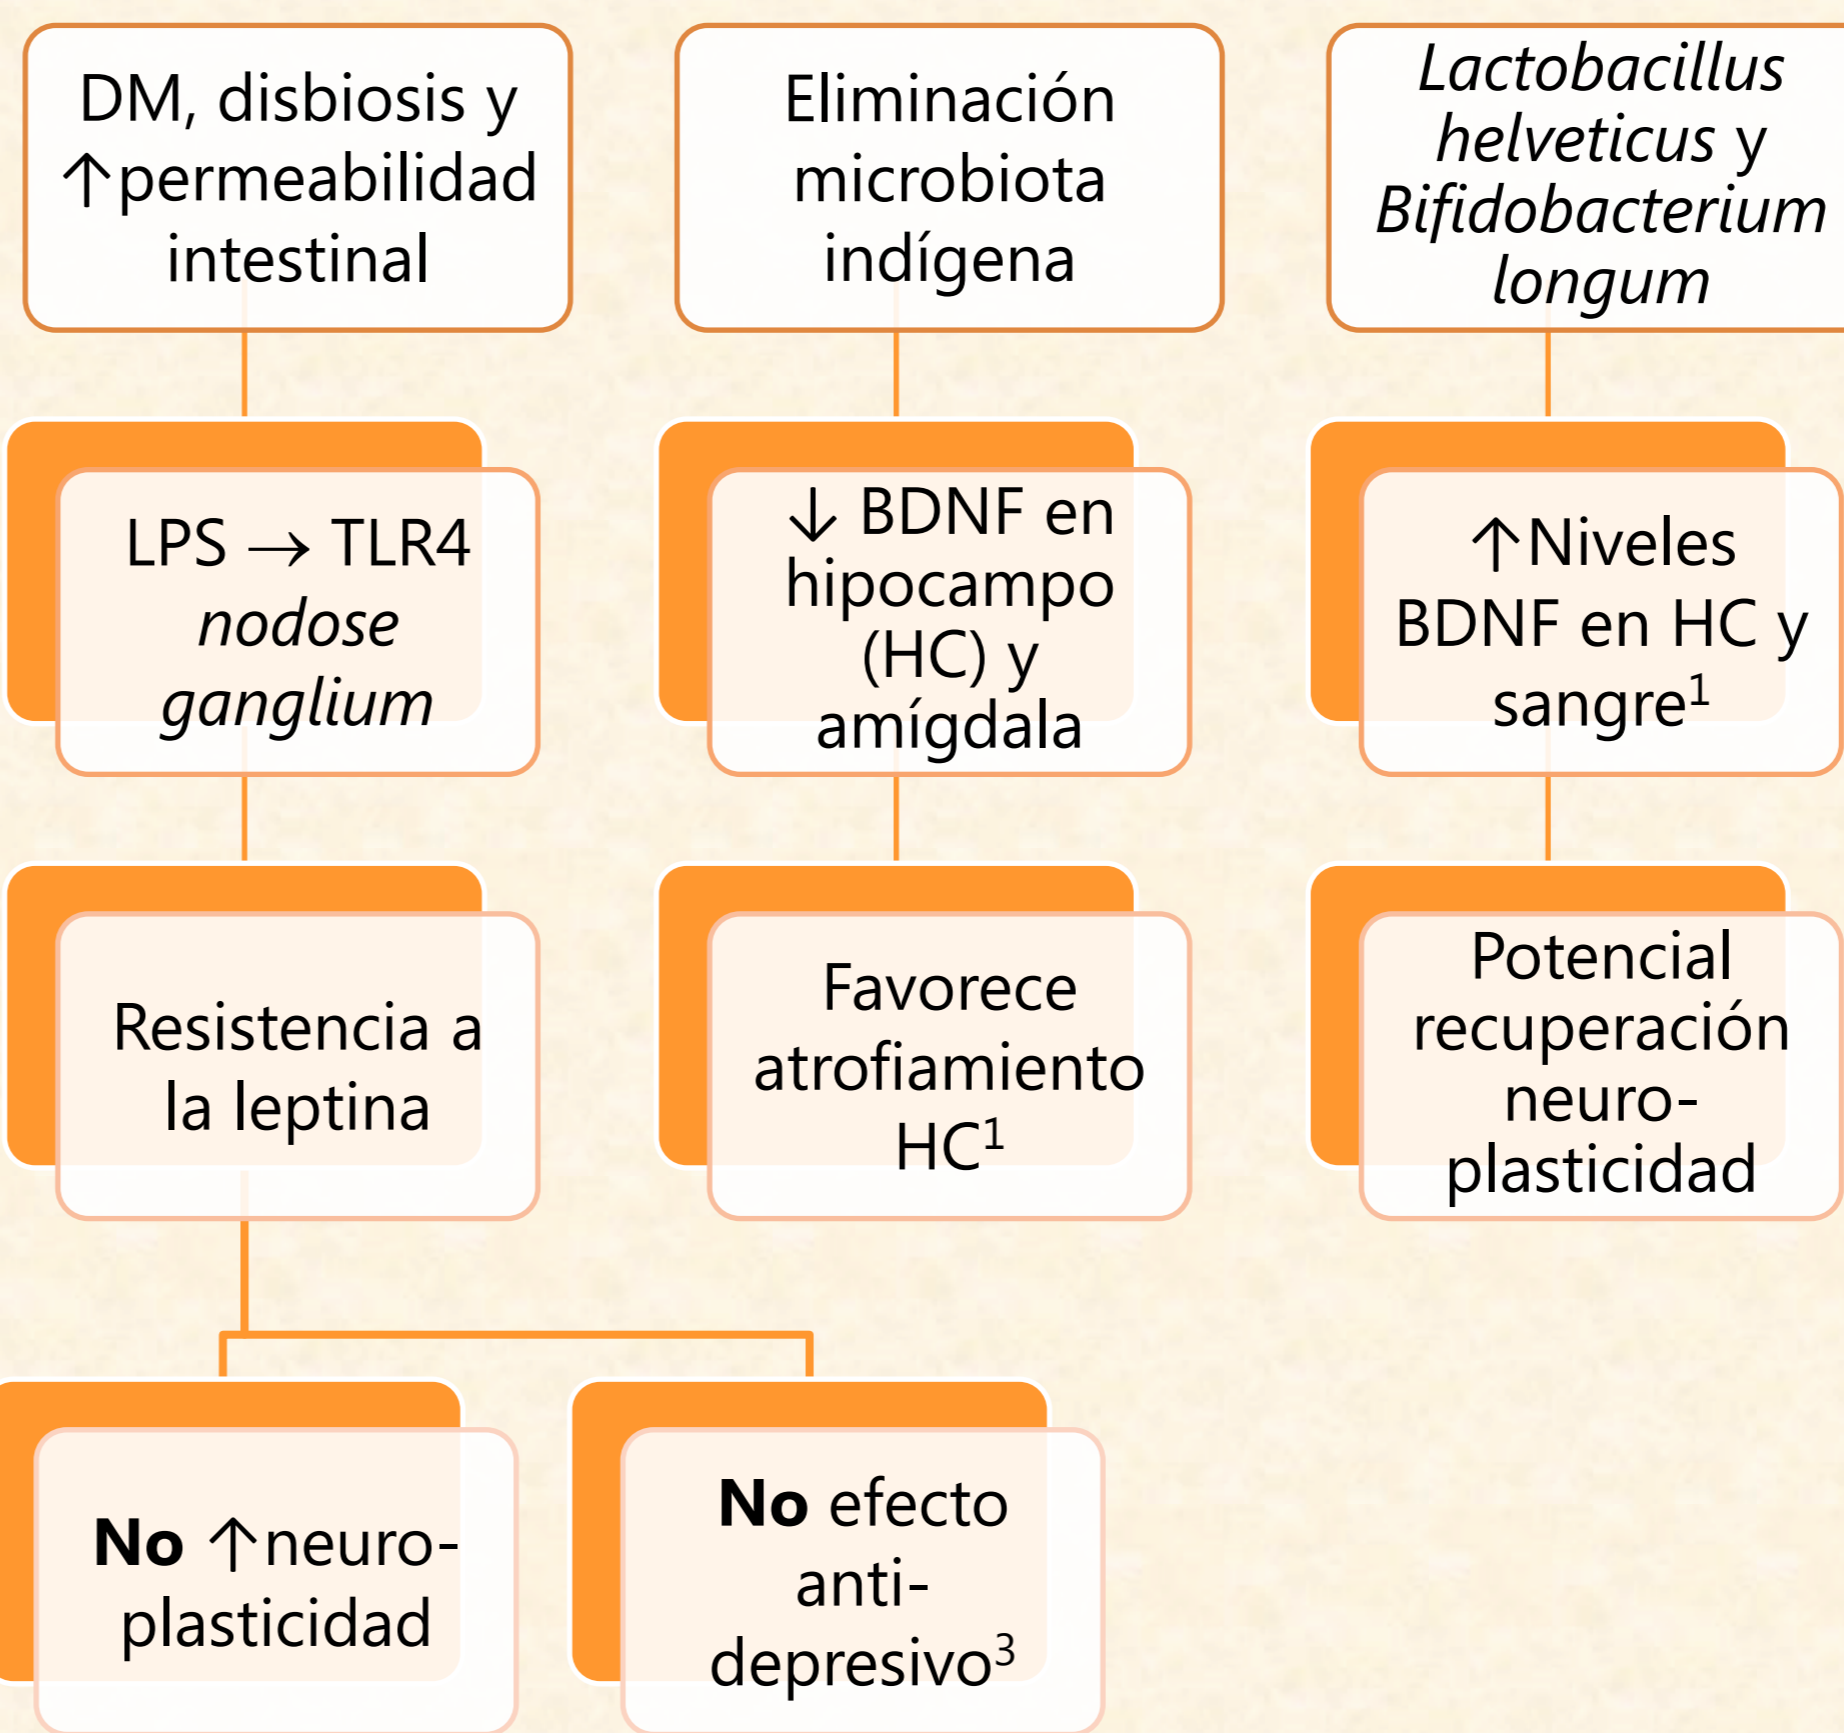 DM, disbiosis y
↑permeabilidad
intestinal
LPS → TLR4
nodose
ganglium
Resistencia a
la leptina
No ↑neuro-
plasticidad
No efecto
anti-
depresivo³
Eliminación
microbiota
indígena
↓ BDNF en
hipocampo
(HC) y
amígdala
Favorece
atrofiamiento
HC¹
Lactobacillus
helveticus y
Bifidobacterium
longum
↑Niveles
BDNF en HC y
sangre¹
Potencial
recuperación
neuro-
plasticidad